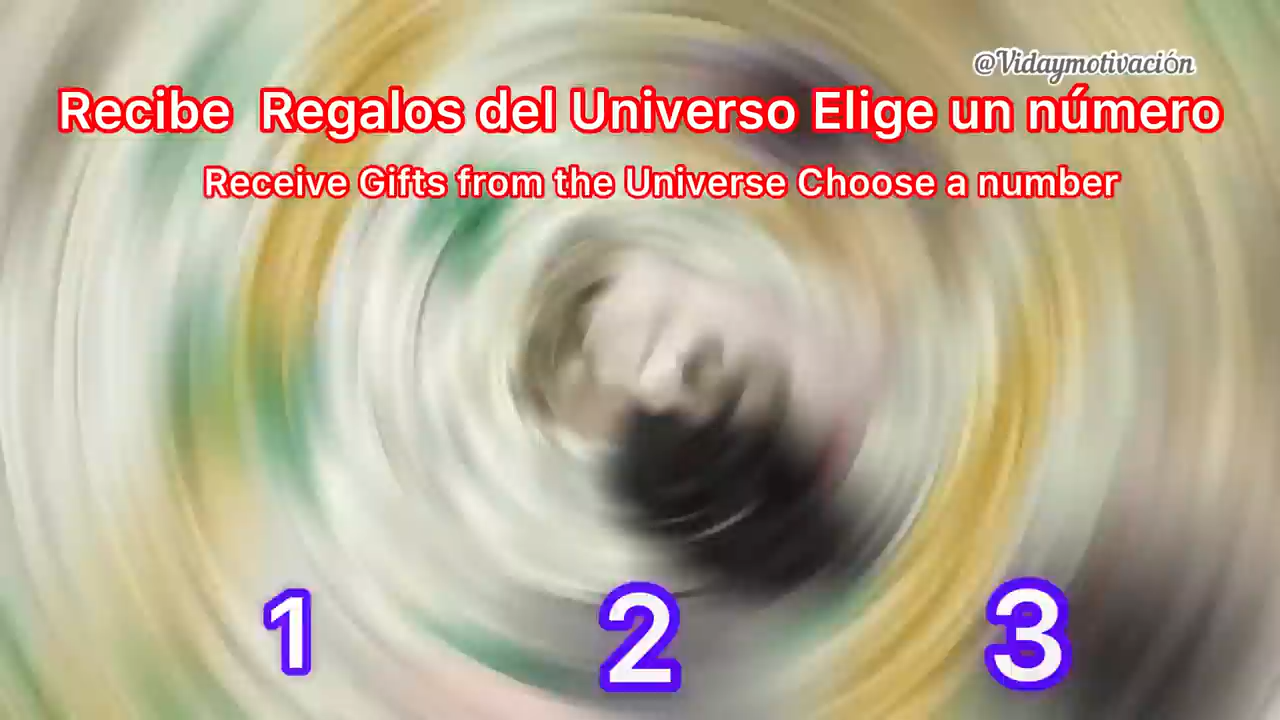 @Vidaymotivación
Recibe Regalos del Universo Elige un número
Receive Gifts from the Universe Choose a number
1 2 3